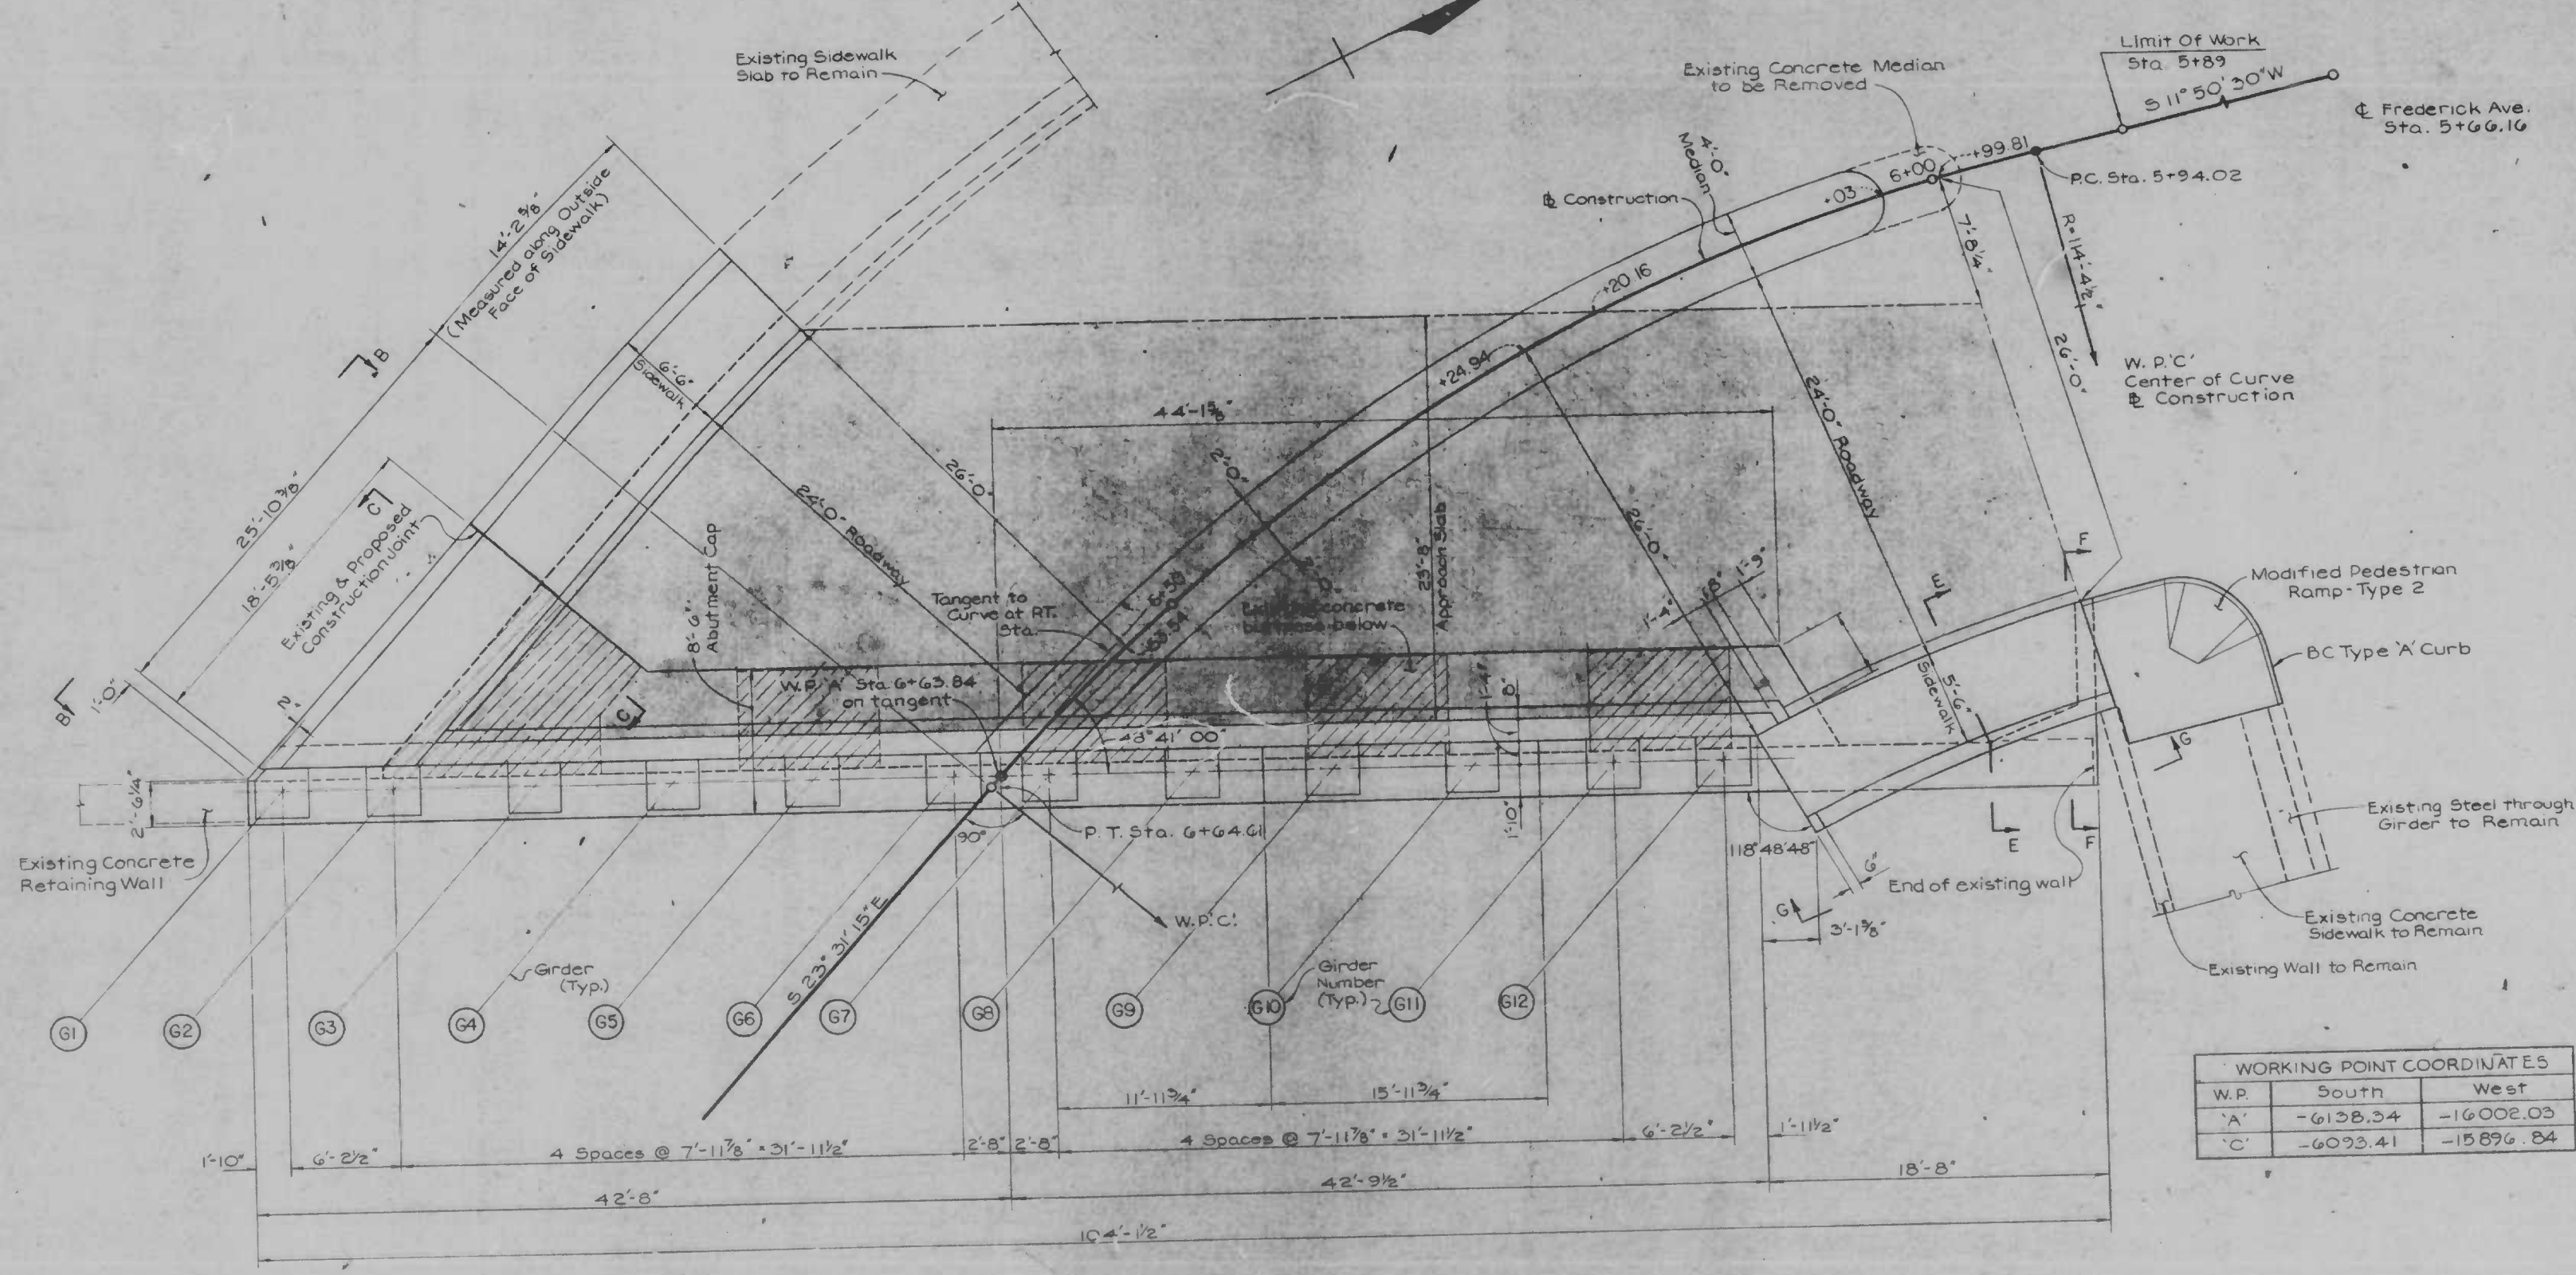 Existing Sidewalk
Slab to Remain
Existing Concrete Median
to be Removed
Limit Of Work
Sta 5+89
S 11° 50' 30" W
℄ Frederick Ave.
Sta. 5+66.16
4'-0"
Median
6+00
+99.81
P.C. Sta. 5+94.02
Construction
+03
7'-8¼"
R=114'-4½"
26'-0"
W. P. 'C'
Center of Curve
Construction
14'-2⅝"
(Measured along Outside
Face of Sidewalk)
B
25'-10⅜"
18'-5⅜"
C
Existing & Proposed
Construction Joint
6'-6"
Sidewalk
24'-0" Roadway
26'-0"
+20.16
+24.94
44'-1⅝"
2'-0"
24'-0" Roadway
26'-0"
23'-8"
Approach Slab
8'-6"
Abutment Cap
Tangent to
Curve at P.T.
Sta.
concrete
below
1'-4"
1'-9"
E
F
Modified Pedestrian
Ramp - Type 2
BC Type 'A' Curb
B
1'-0"
C
W.P. 'A' Sta. 6+63.84
on tangent
48° 41' 00"
1'-4"
8"
5'-6"
Sidewalk
G
2'-6¼"
Existing Concrete
Retaining Wall
90°
P. T. Sta. 6+64.61
1'-10"
118° 48' 48"
6"
E
F
End of existing wall
Existing Steel through
Girder to Remain
G
3'-1⅜"
Existing Concrete
Sidewalk to Remain
Existing Wall to Remain
W.P. 'C'
S 23° 31' 15" E
Girder
(Typ.)
Girder
Number
(Typ.)
G1
G2
G3
G4
G5
G6
G7
G8
G9
G10
G11
G12
11'-11¾"
15'-11¾"
1'-10"
6'-2½"
4 Spaces @ 7'-11⅞" = 31'-11½"
2'-8"
2'-8"
4 Spaces @ 7'-11⅞" = 31'-11½"
6'-2½"
1'-11½"
42'-8"
42'-9½"
18'-8"
104'-1½"
WORKING POINT COORDINATES
W.P. South West
'A' -6138.34 -16002.03
'C' -6093.41 -15896.84